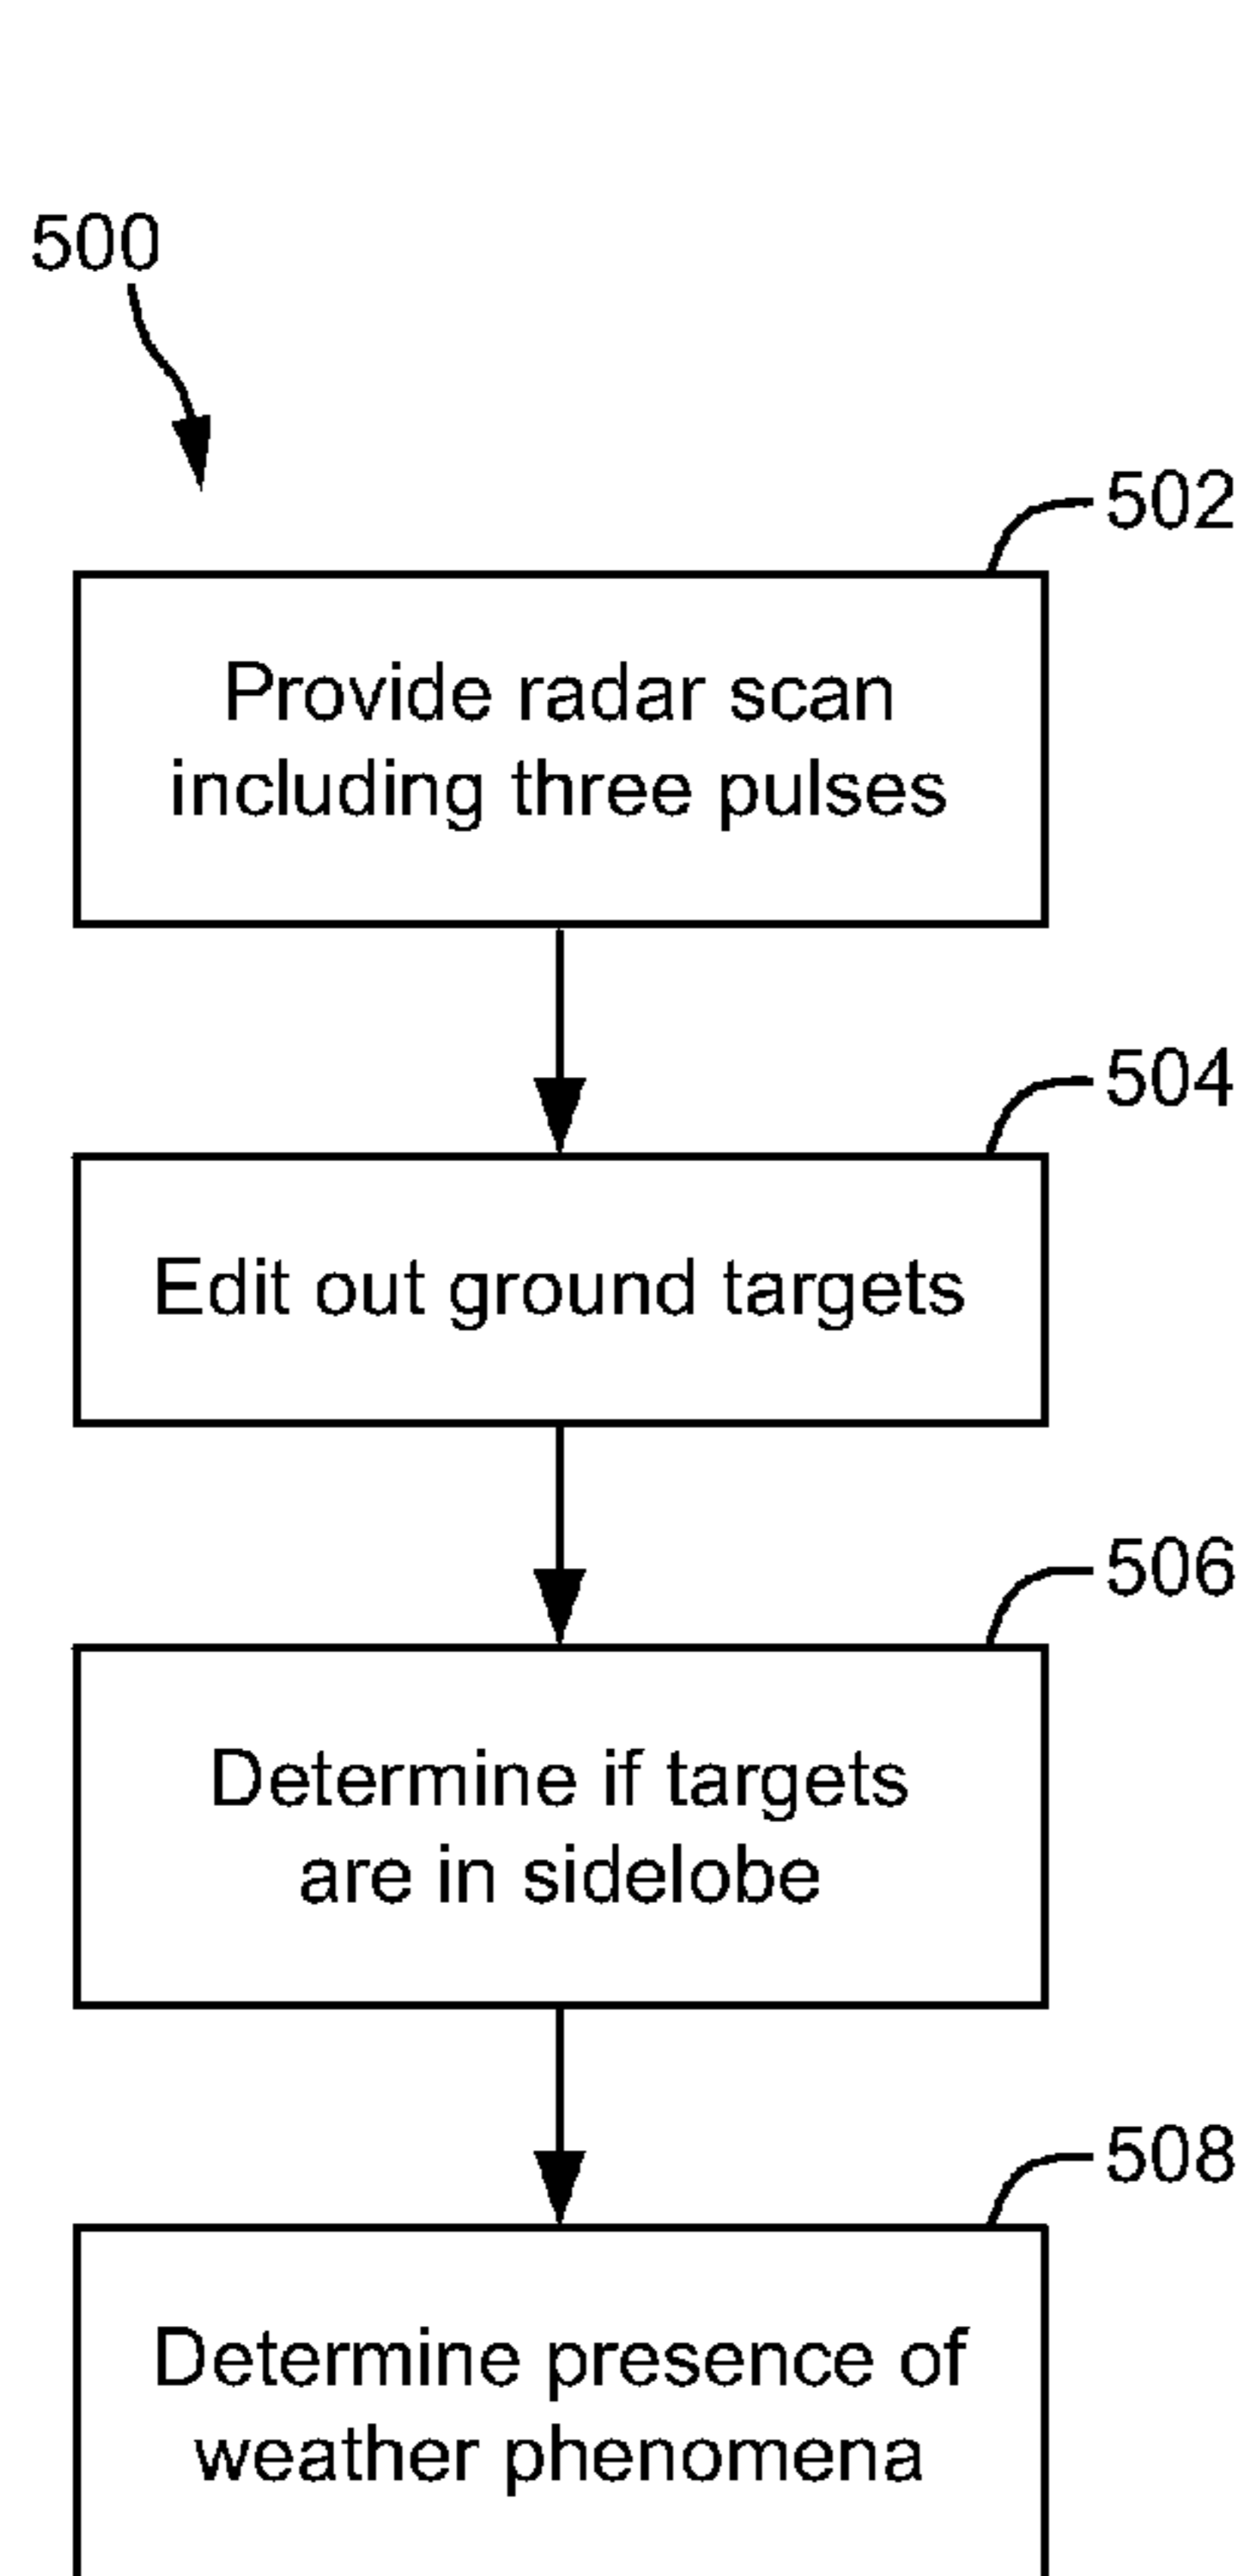 500
502
Provide radar scan
including three pulses
504
Edit out ground targets
506
Determine if targets
are in sidelobe
508
Determine presence of
weather phenomena